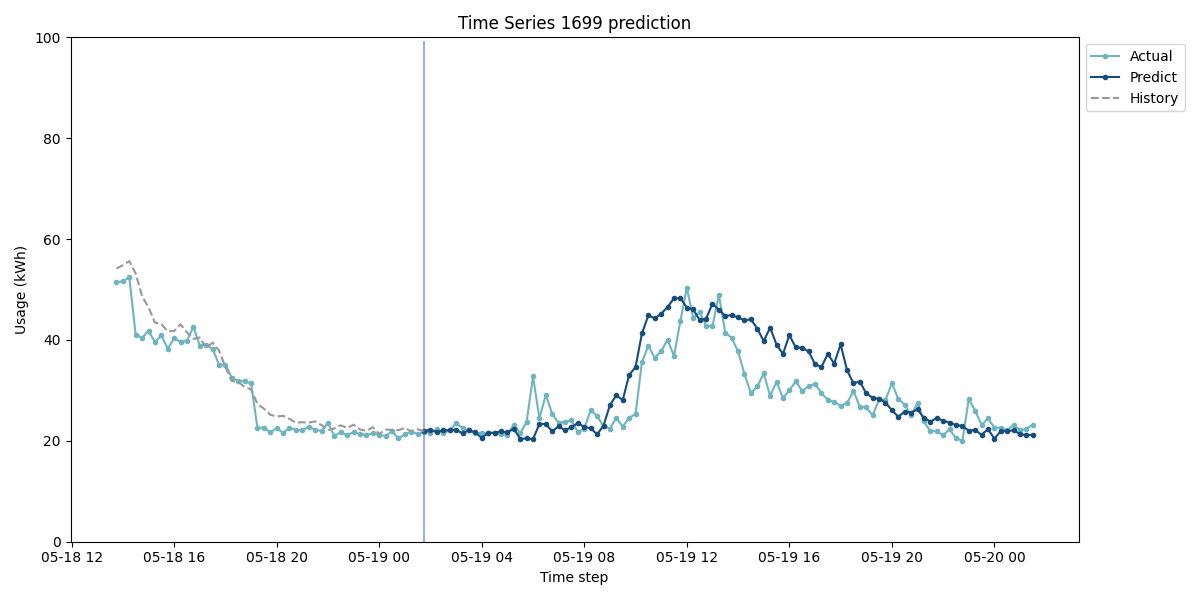 Time Series 1699 prediction
100
80
60
40
20
0
Usage (kWh)
05-18 12
05-18 16
05-18 20
05-19 00
05-19 04
05-19 08
05-19 12
05-19 16
05-19 20
05-20 00
Time step
Actual
Predict
History